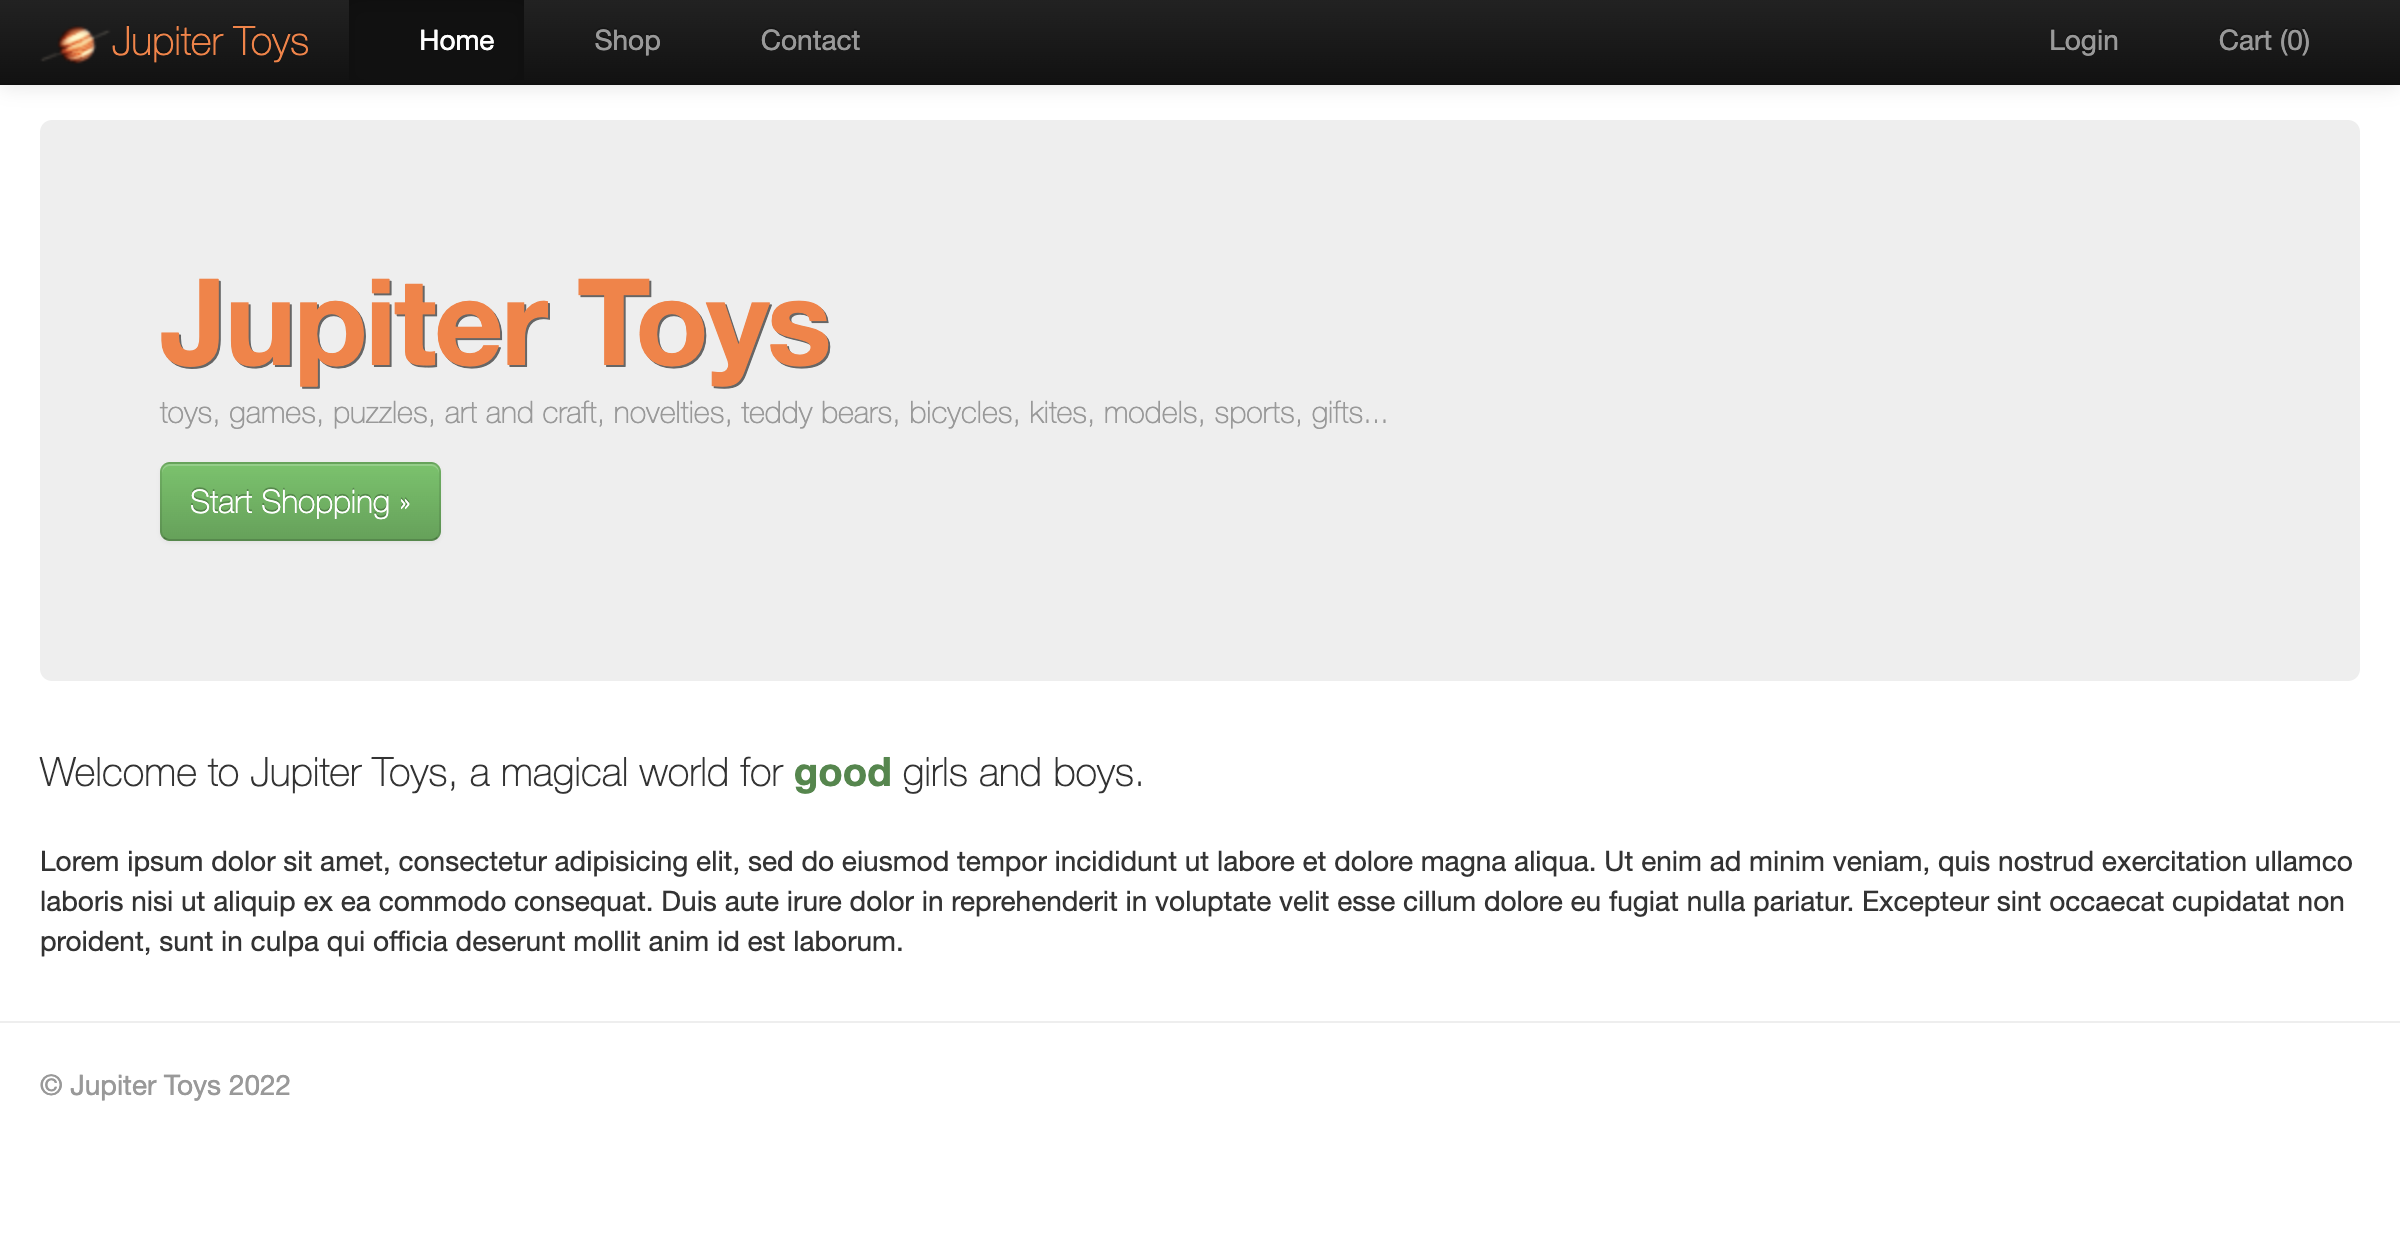 Jupiter Toys Home Shop Contact Login Cart (0)
Jupiter Toys
toys, games, puzzles, art and craft, novelties, teddy bears, bicycles, kites, models, sports, gifts...
Start Shopping »
Welcome to Jupiter Toys, a magical world for good girls and boys.
Lorem ipsum dolor sit amet, consectetur adipisicing elit, sed do eiusmod tempor incididunt ut labore et dolore magna aliqua. Ut enim ad minim veniam, quis nostrud exercitation ullamco
laboris nisi ut aliquip ex ea commodo consequat. Duis aute irure dolor in reprehenderit in voluptate velit esse cillum dolore eu fugiat nulla pariatur. Excepteur sint occaecat cupidatat non
proident, sunt in culpa qui officia deserunt mollit anim id est laborum.
© Jupiter Toys 2022